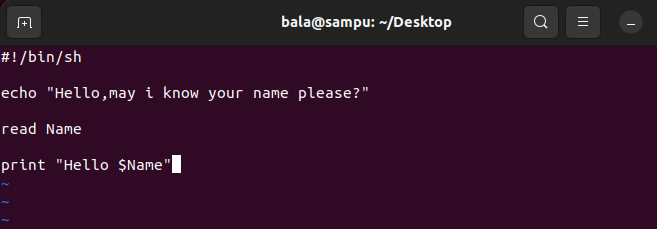 bala@sampu: ~/Desktop
#!/bin/sh
echo "Hello,may i know your name please?"
read Name
print "Hello $Name"
~
~
~